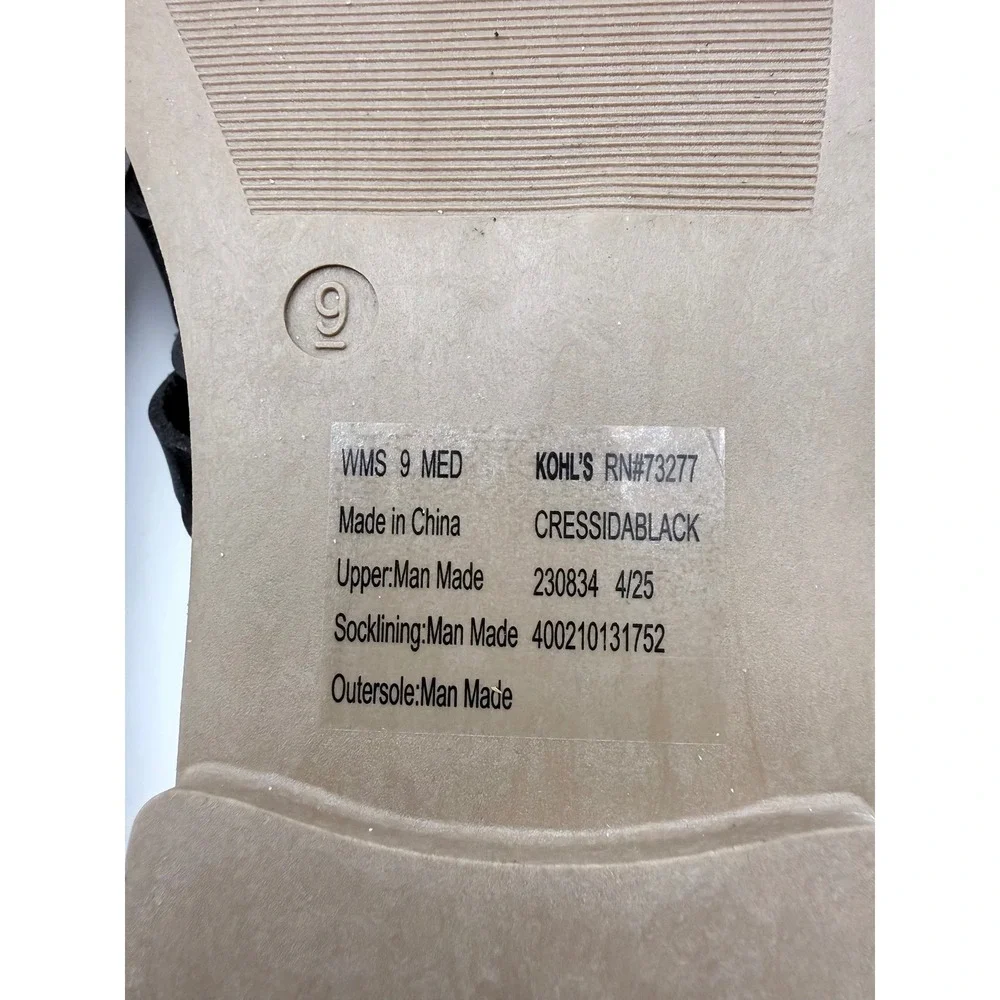 9
WMS 9 MED KOHL'S RN#73277
Made in China CRESSIDABLACK
Upper:Man Made 230834 4/25
Socklining:Man Made 400210131752
Outersole:Man Made